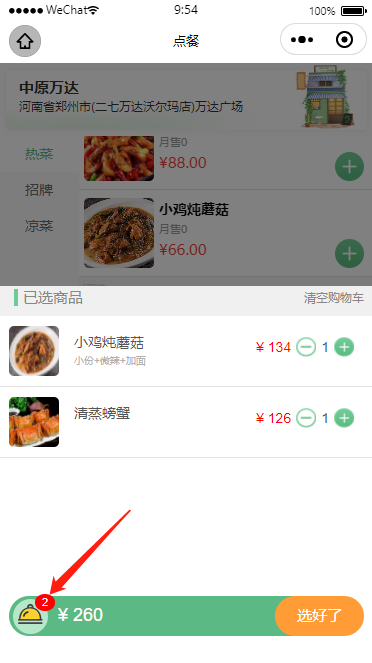 WeChat 9:54 100%
点餐
中原万达
河南省郑州市(二七万达沃尔玛店)万达广场
热菜
招牌
凉菜
月售0
¥88.00
小鸡炖蘑菇
月售0
¥66.00
已选商品 清空购物车
小鸡炖蘑菇
小份+微辣+加面
¥ 134 1
清蒸螃蟹
¥ 126 1
2
¥ 260 选好了